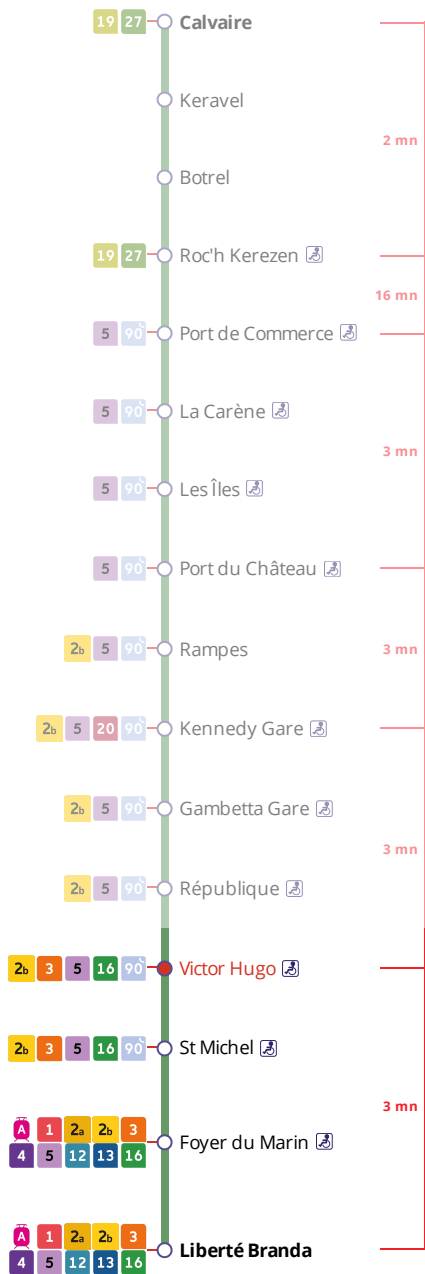 19 27 Calvaire
Keravel
2 mn
Botrel
19 27 Roc'h Kerezen
16 mn
5 90 Port de Commerce
5 90 La Carène
3 mn
5 90 Les Îles
5 90 Port du Château
2b 5 90 Rampes 3 mn
2b 5 20 90 Kennedy Gare
2b 5 90 Gambetta Gare
3 mn
2b 5 90 République
2b 3 5 16 90 Victor Hugo
2b 3 5 16 90 St Michel
3 mn
A 1 2a 2b 3
4 5 12 13 16
Foyer du Marin
A 1 2a 2b 3
4 5 12 13 16
Liberté Branda